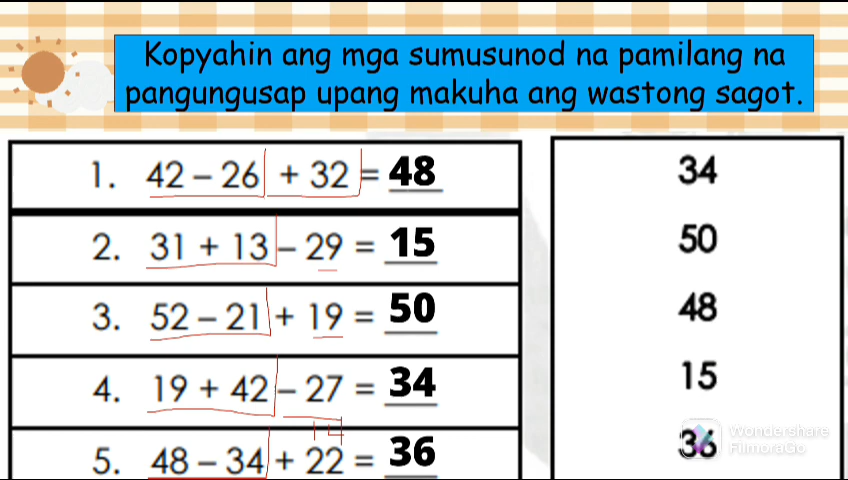 Kopyahin ang mga sumusunod na pamilang na
pangungusap upang makuha ang wastong sagot.
1. 42 – 26 + 32 = 48
2. 31 + 13 – 29 = 15
3. 52 – 21 + 19 = 50
4. 19 + 42 – 27 = 34
14
5. 48 – 34 + 22 = 36
34
50
48
15
36
Wondershare
FilmoraGo